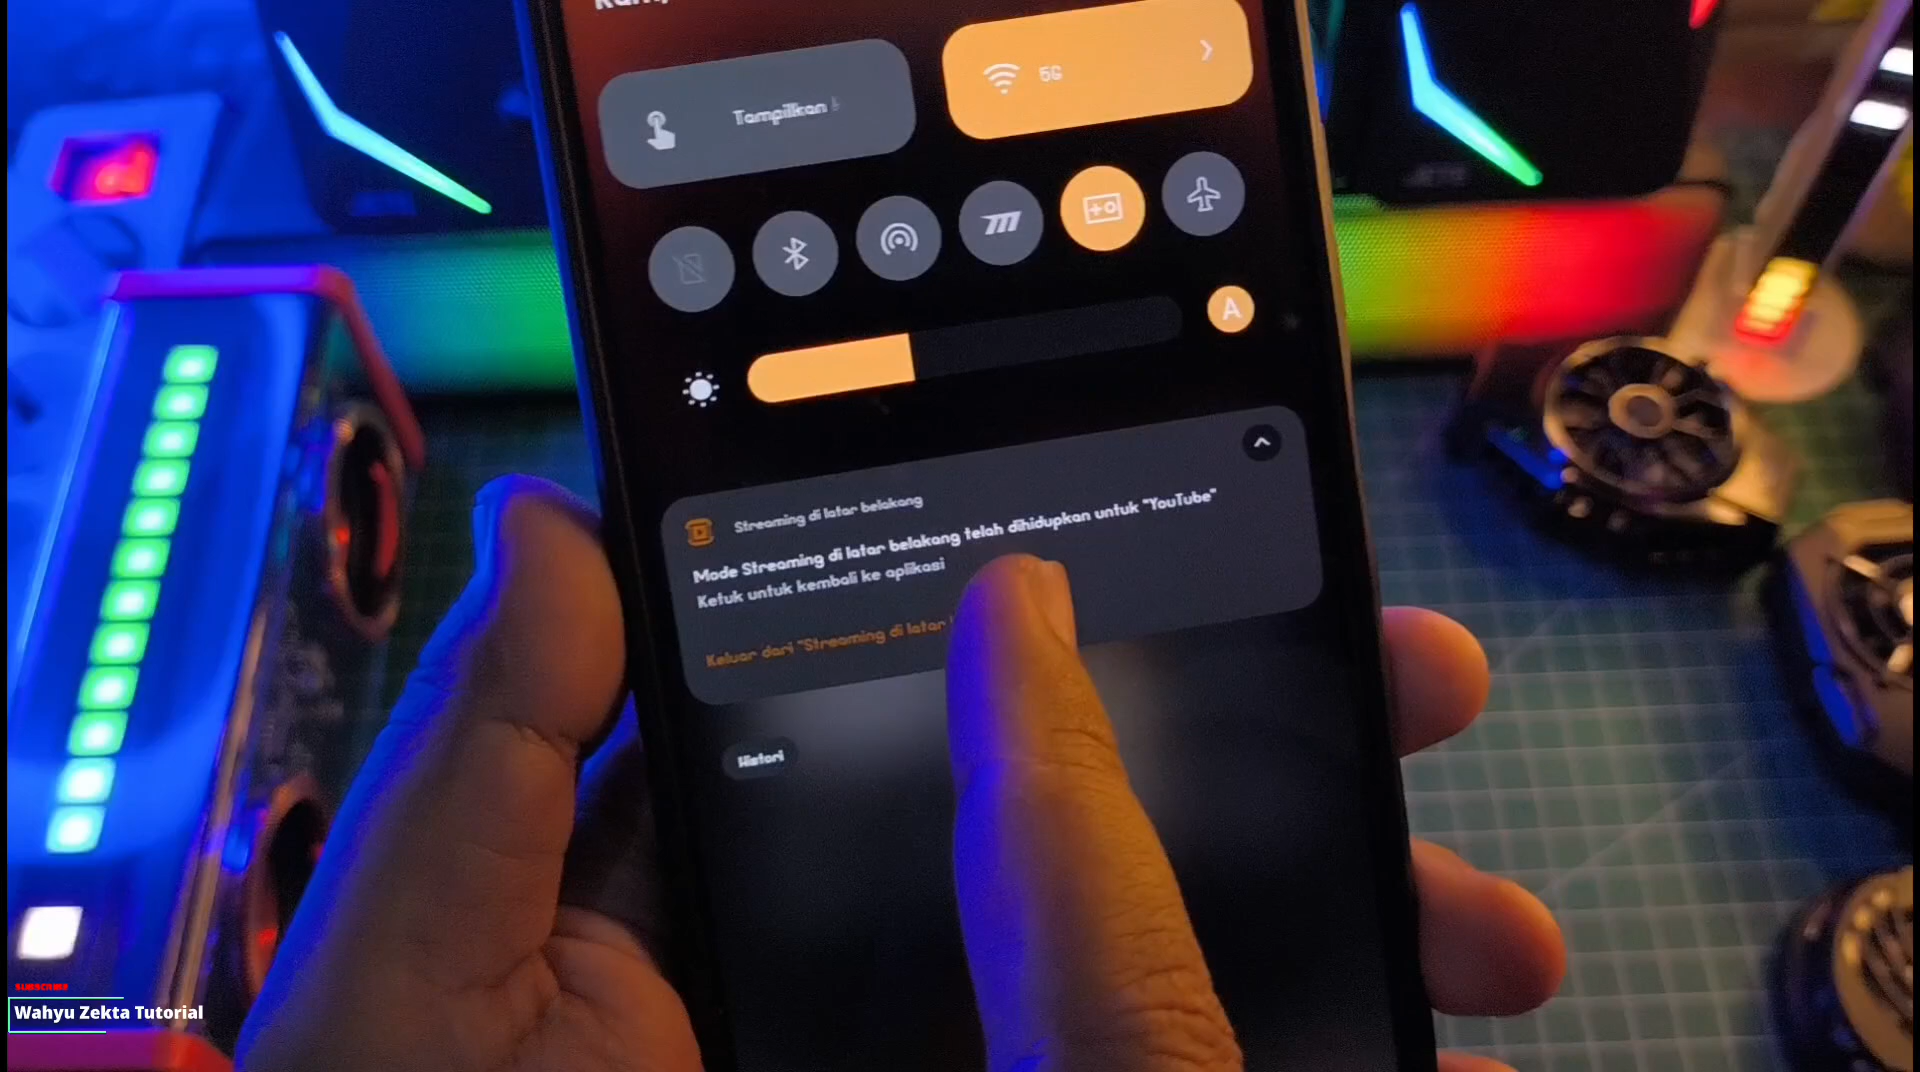 Tampilkan
5G
A
Streaming di latar belakang
Mode Streaming di latar belakang telah dihidupkan untuk "YouTube"
Ketuk untuk kembali ke aplikasi
Keluar dari "Streaming di latar
Histori
SUBSCRIBE
Wahyu Zekta Tutorial